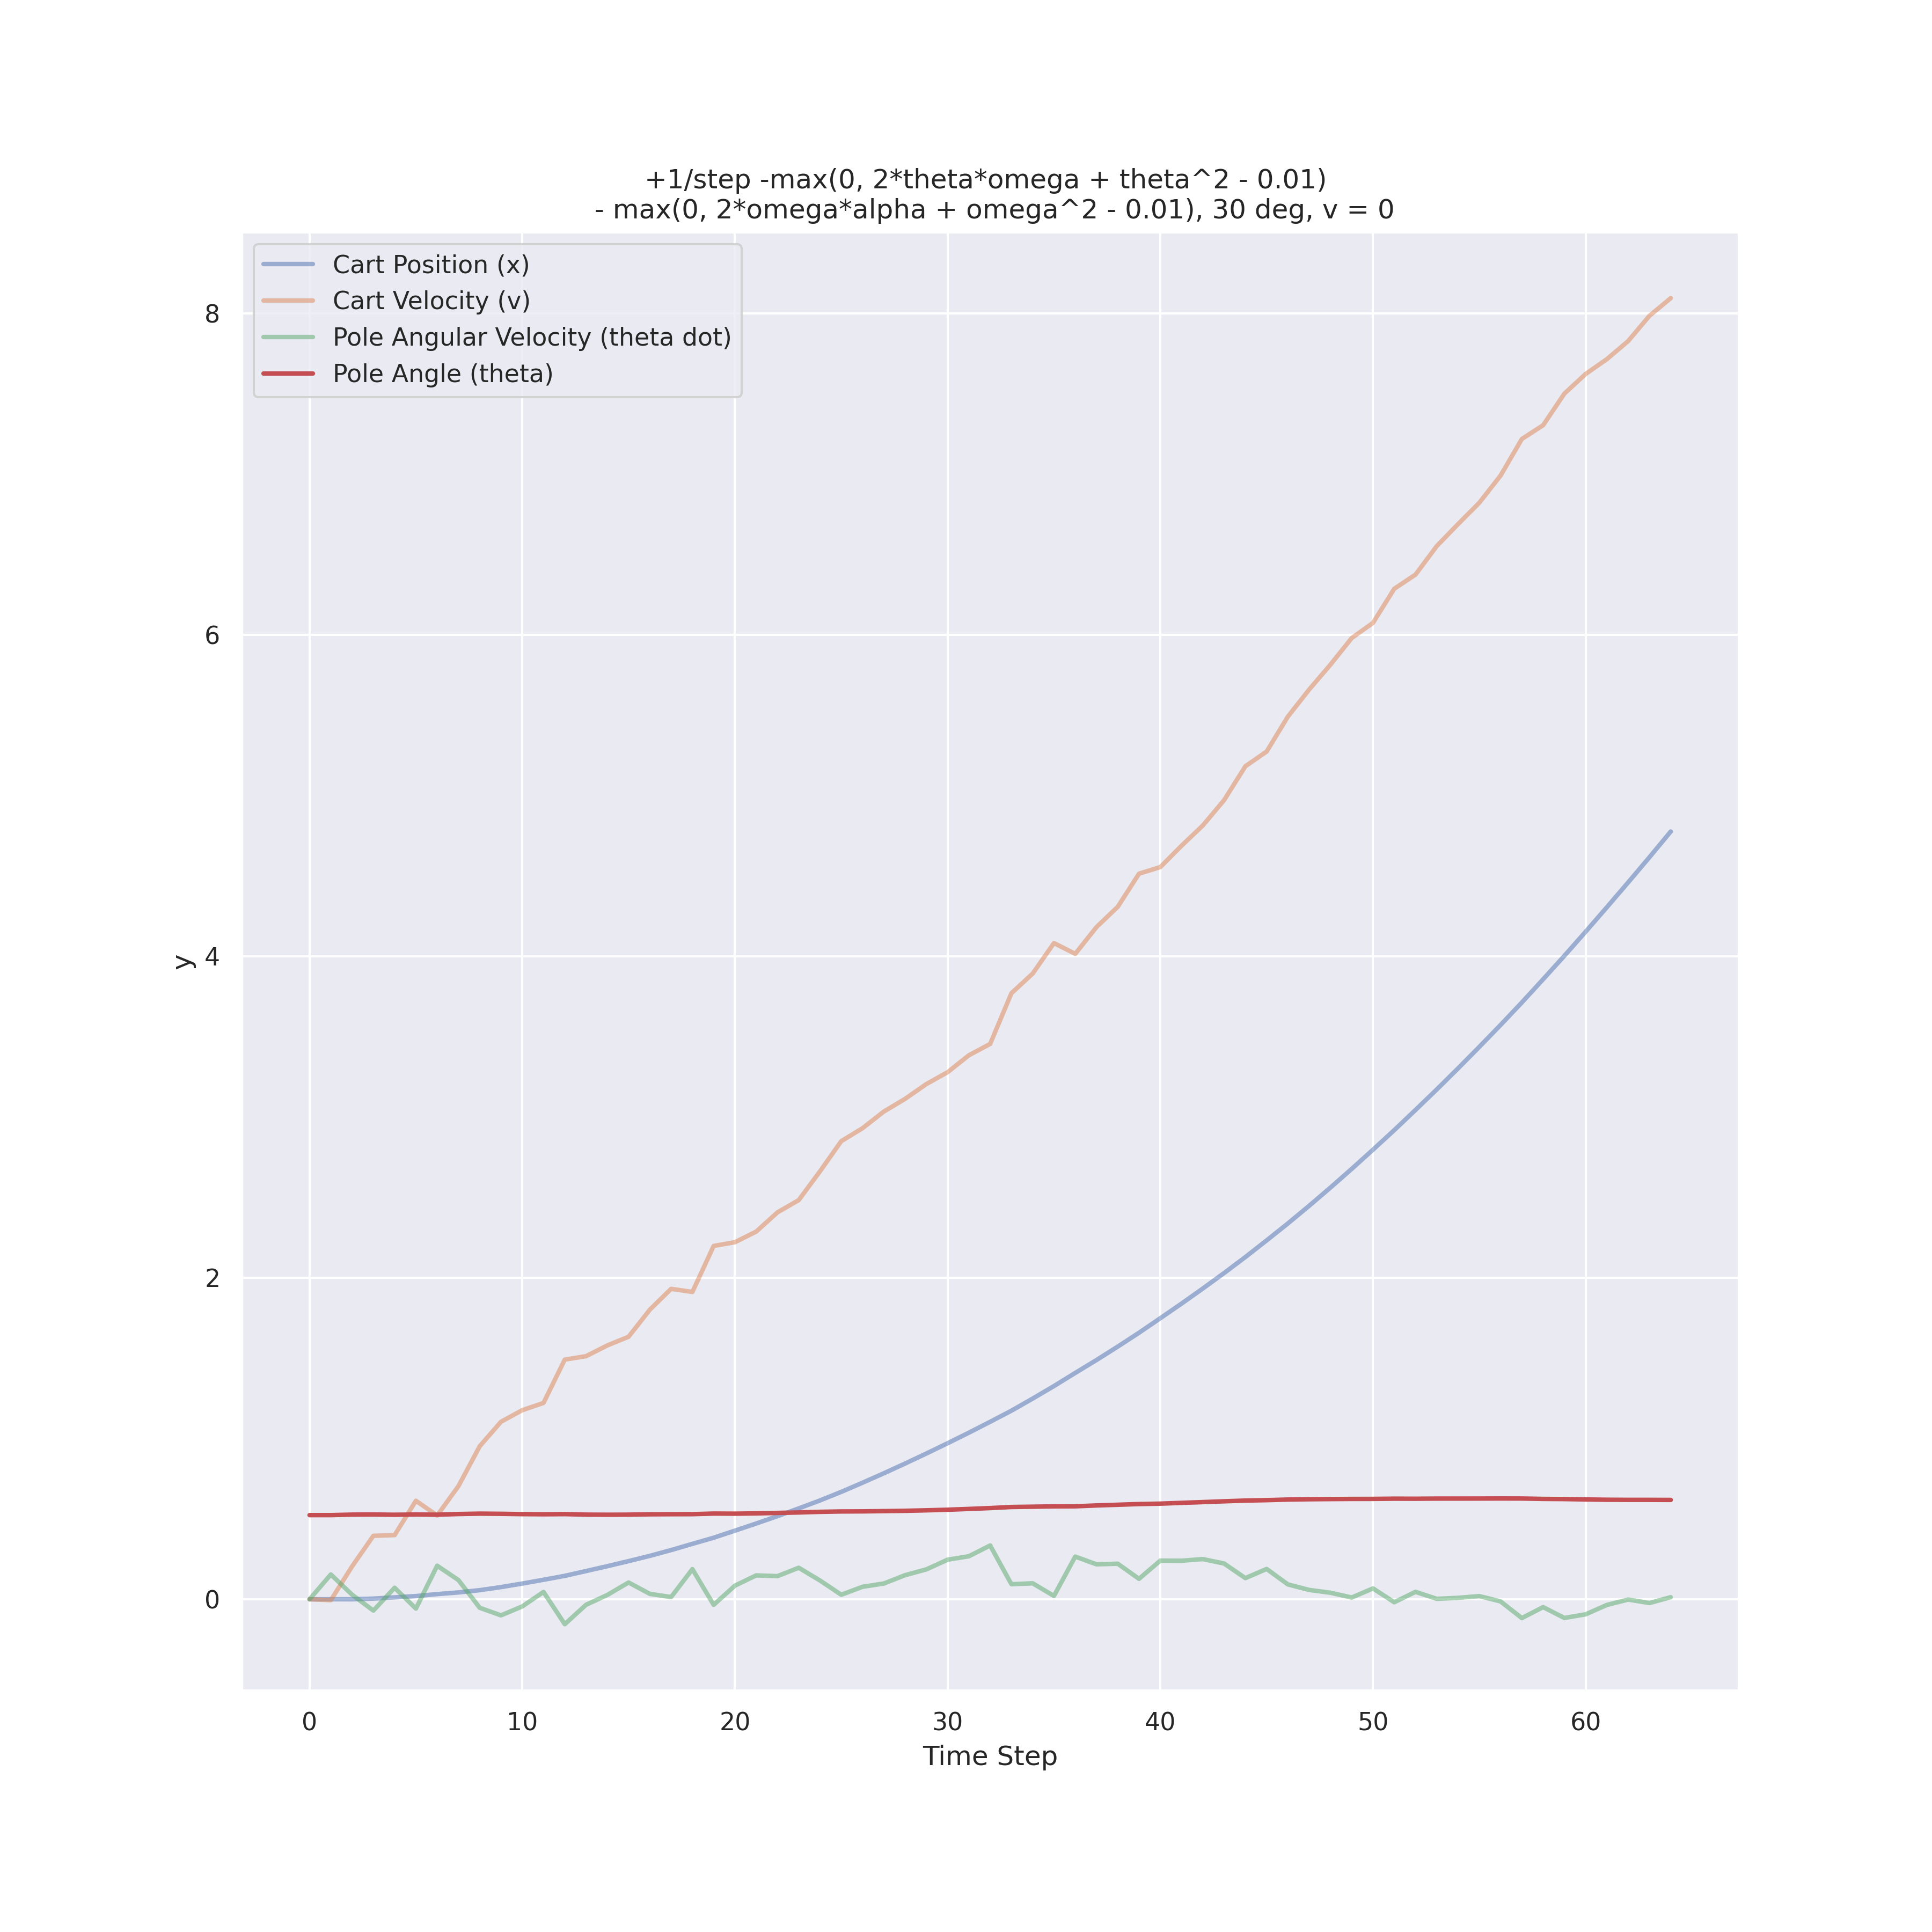 +1/step -max(0, 2*theta*omega + theta^2 - 0.01)
- max(0, 2*omega*alpha + omega^2 - 0.01), 30 deg, v = 0
Cart Position (x)
Cart Velocity (v)
Pole Angular Velocity (theta dot)
Pole Angle (theta)
8
6
4
2
0
y
0 10 20 30 40 50 60
Time Step